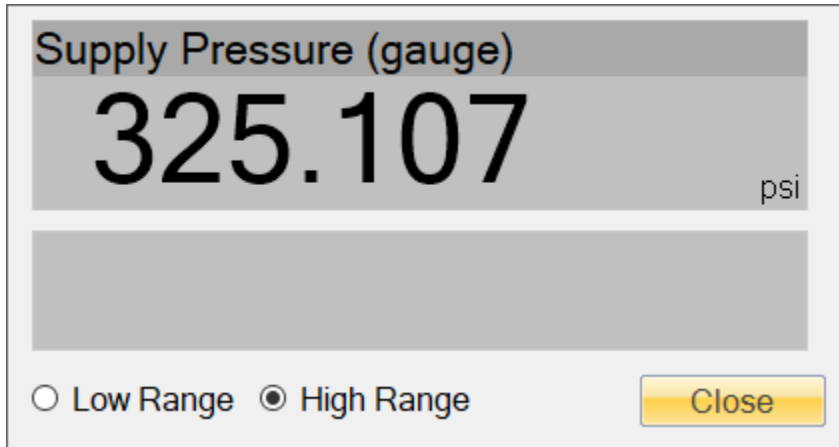 Supply Pressure (gauge)
325.107
psi
Low Range High Range
Close